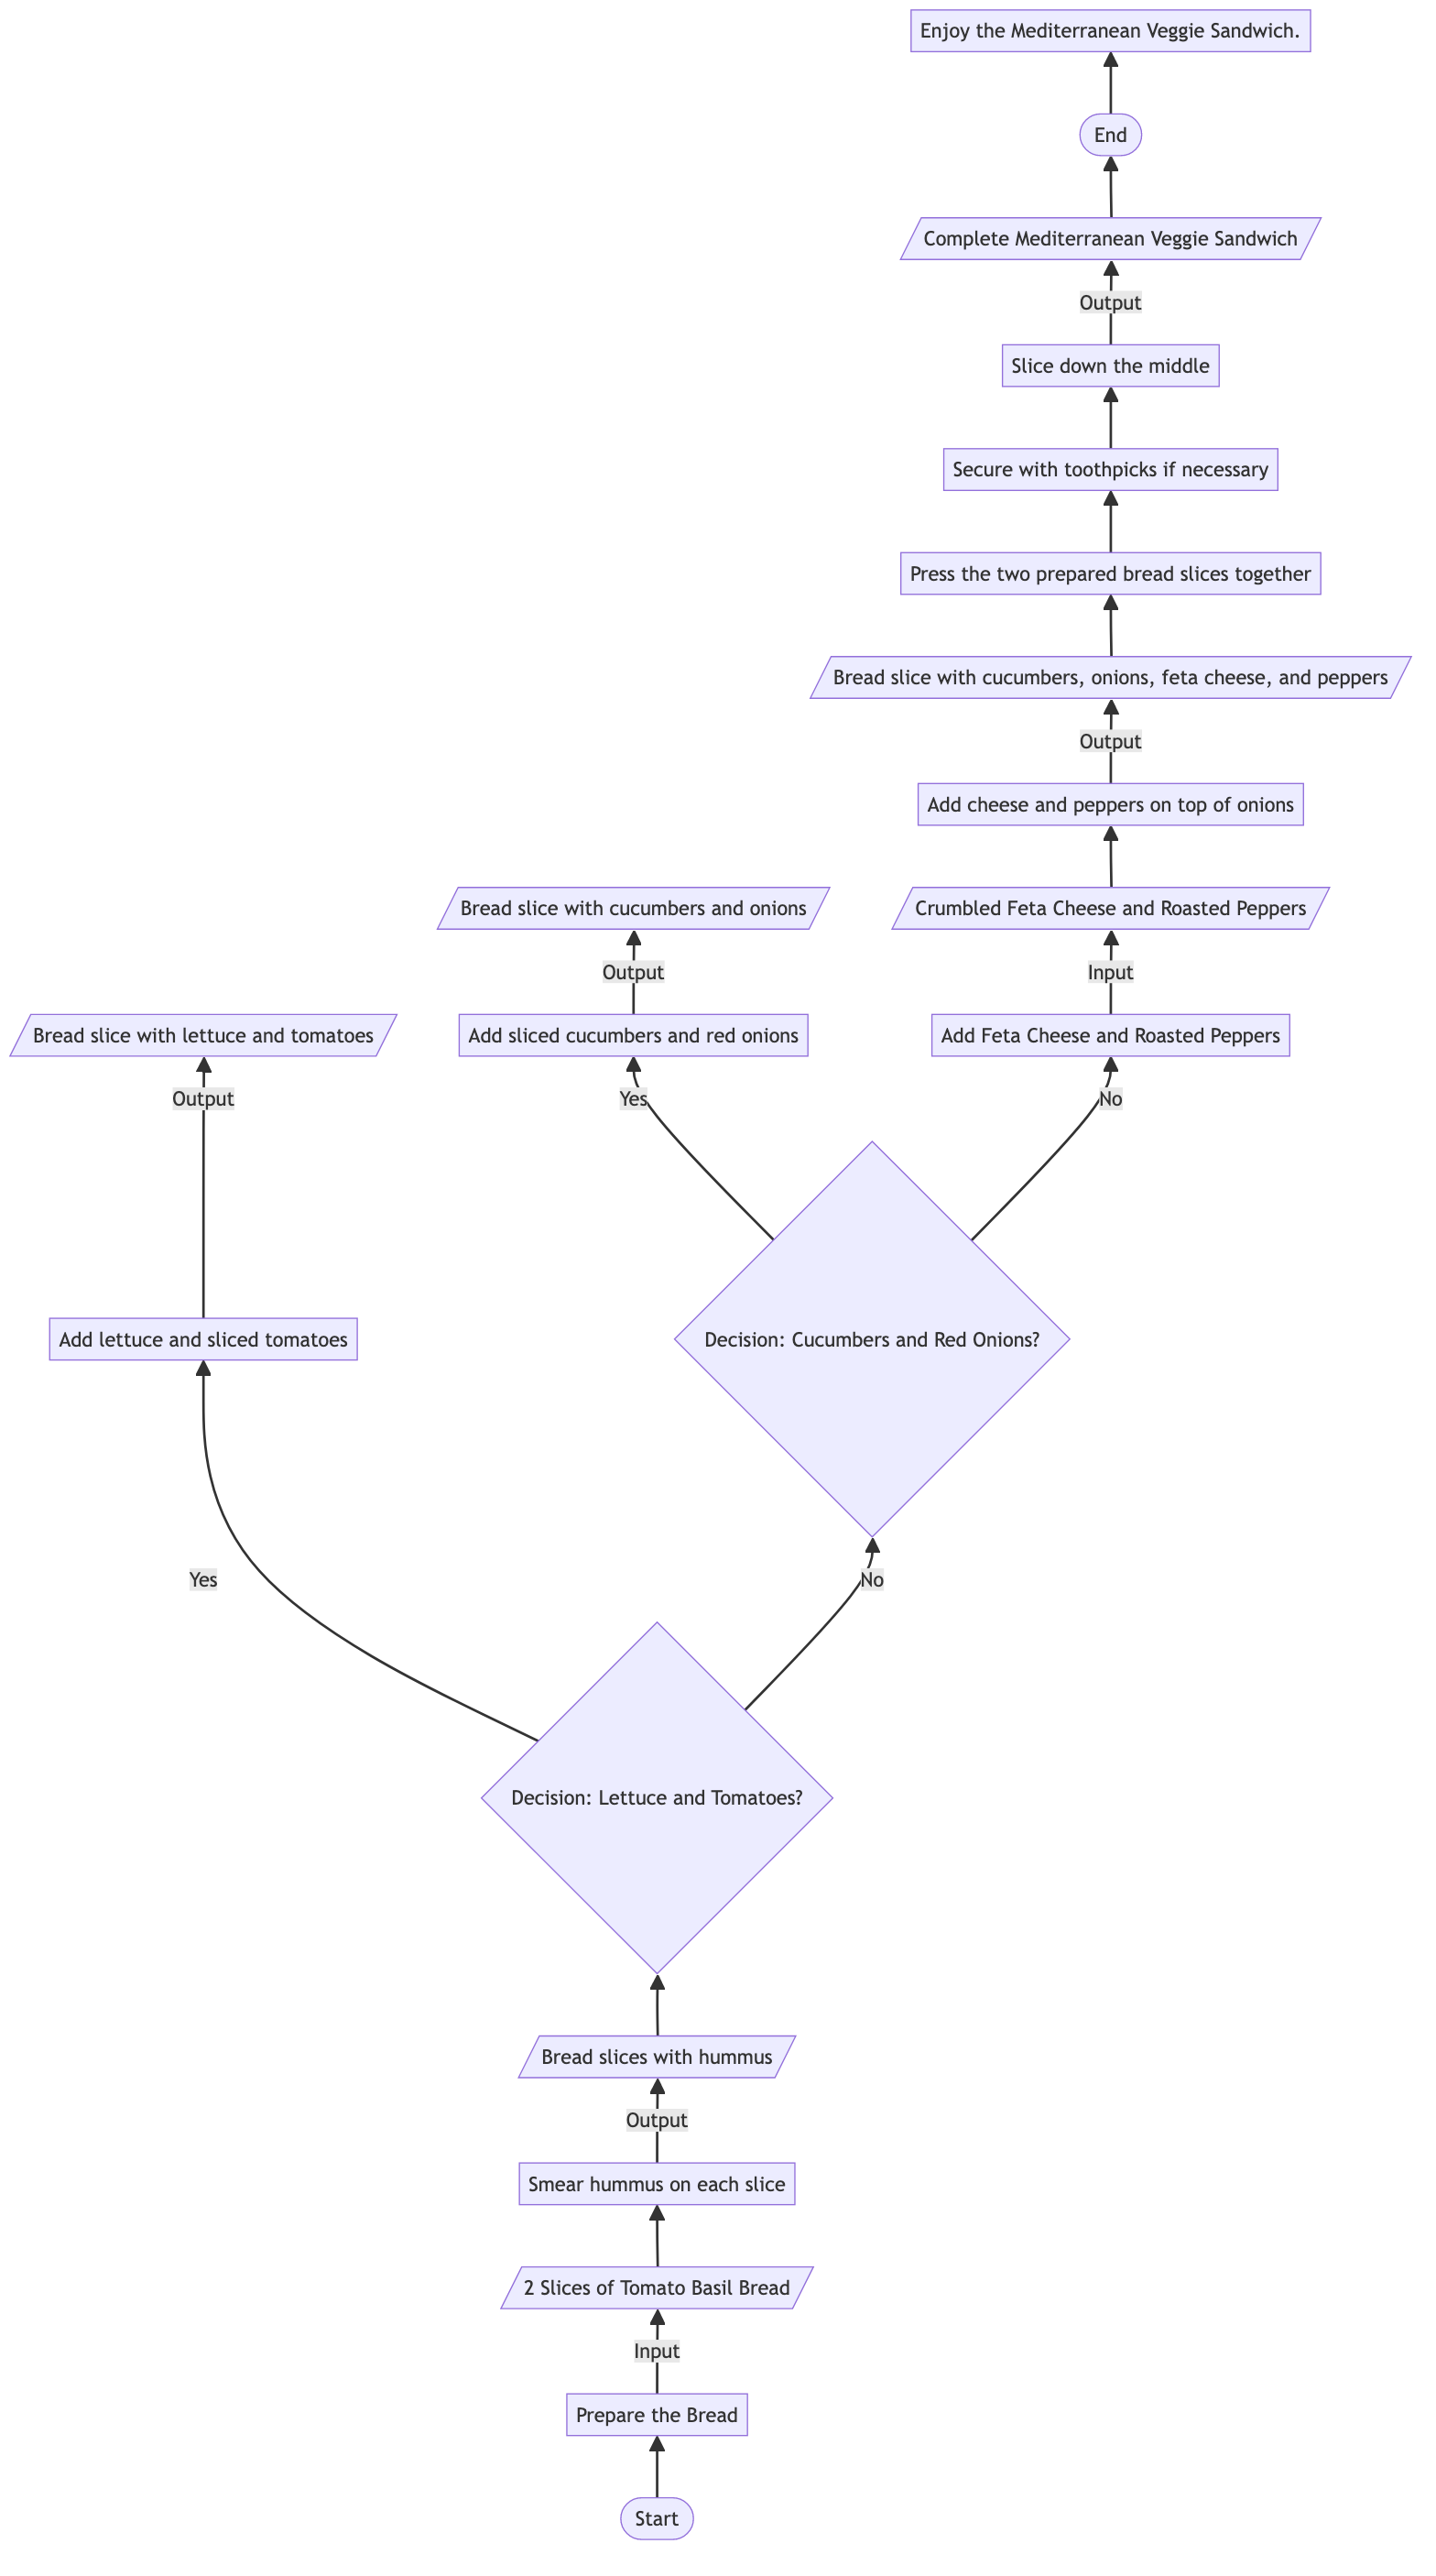 Enjoy the Mediterranean Veggie Sandwich.
End
Complete Mediterranean Veggie Sandwich
Output
Slice down the middle
Secure with toothpicks if necessary
Press the two prepared bread slices together
Bread slice with cucumbers, onions, feta cheese, and peppers
Output
Add cheese and peppers on top of onions
Bread slice with cucumbers and onions
Crumbled Feta Cheese and Roasted Peppers
Output
Input
Bread slice with lettuce and tomatoes
Add sliced cucumbers and red onions
Add Feta Cheese and Roasted Peppers
Output
Yes
No
Add lettuce and sliced tomatoes
Decision: Cucumbers and Red Onions?
Yes
No
Decision: Lettuce and Tomatoes?
Bread slices with hummus
Output
Smear hummus on each slice
2 Slices of Tomato Basil Bread
Input
Prepare the Bread
Start